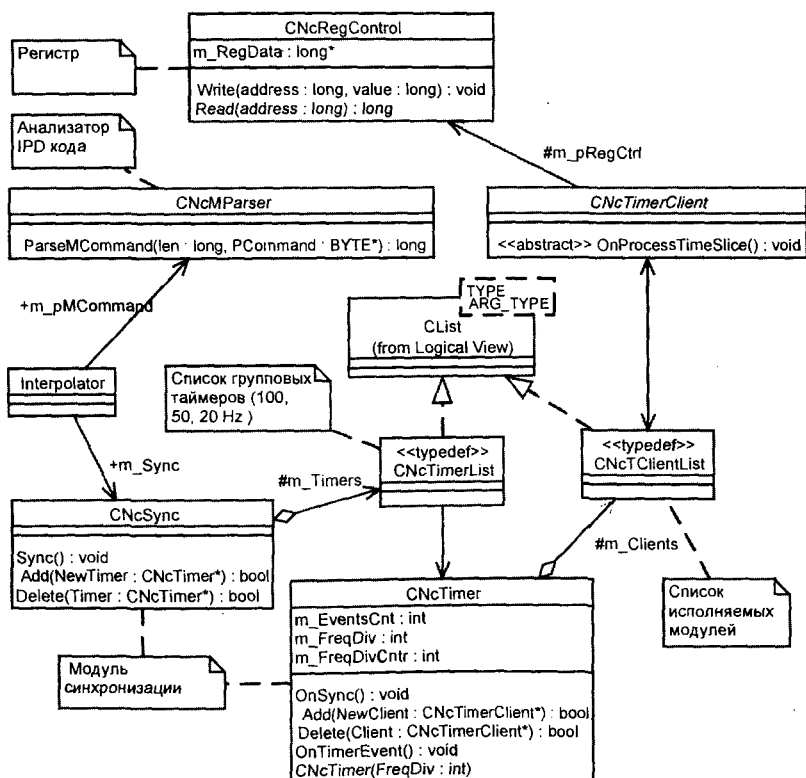 CNcRegControl
m_RegData : long*
Write(address : long, value : long) : void
Read(address : long) : long
Регистр
Анализатор
IPD кода
#m_pRegCtrl
CNcMParser
ParseMCommand(len : long, PCommand : BYTE*) : long
CNcTimerClient
<<abstract>> OnProcessTimeSlice() : void
+m_pMCommand
TYPE
ARG_TYPE
CList
(from Logical View)
Interpolator
Список групповых
таймеров (100,
50, 20 Hz )
<<typedef>>
CNcTimerList
<<typedef>>
CNcTClientList
+m_Sync
#m_Timers
CNcSync
Sync() : void
Add(NewTimer : CNcTimer*) : bool
Delete(Timer : CNcTimer*) : bool
#m_Clients
CNcTimer
m_EventsCnt : int
m_FreqDiv : int
m_FreqDivCntr : int
OnSync() : void
Add(NewClient : CNcTimerClient*) : bool
Delete(Client : CNcTimerClient*) : bool
OnTimerEvent() : void
CNcTimer(FreqDiv : int)
Список
исполняемых
модулей
Модуль
синхронизации